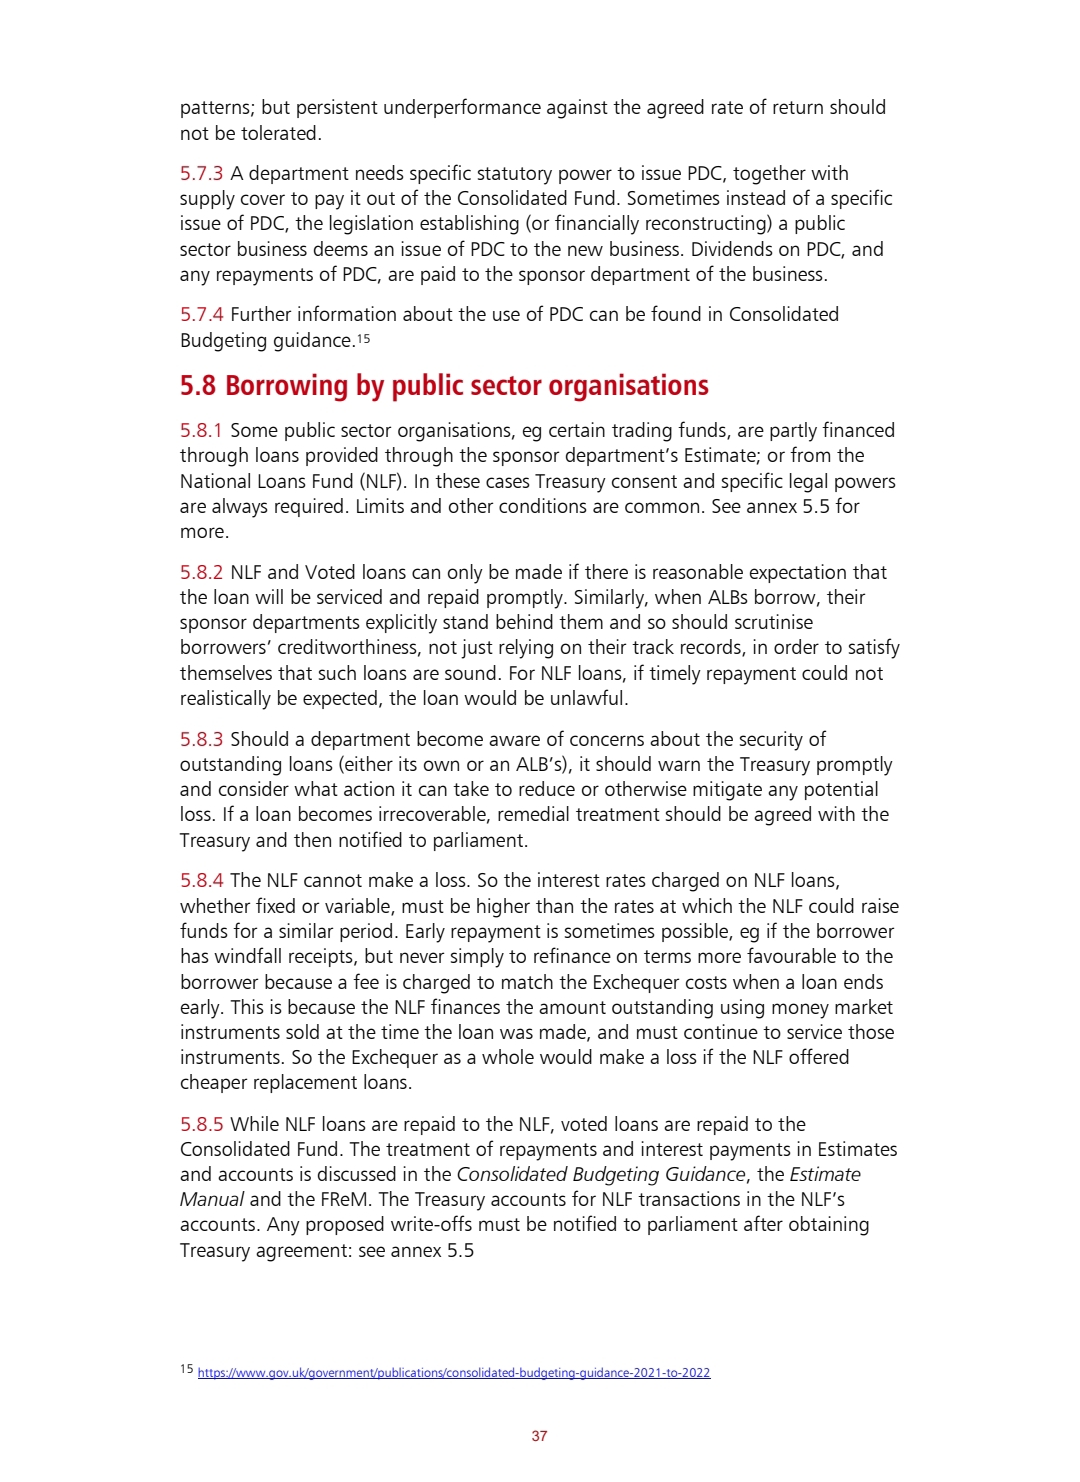 patterns; but persistent underperformance against the agreed rate of return should
not be tolerated.
5.7.3 A department needs specific statutory power to issue PDC, together with
supply cover to pay it out of the Consolidated Fund. Sometimes instead of a specific
issue of PDC, the legislation establishing (or financially reconstructing) a public
sector business deems an issue of PDC to the new business. Dividends on PDC, and
any repayments of PDC, are paid to the sponsor department of the business.
5.7.4 Further information about the use of PDC can be found in Consolidated
Budgeting guidance.15
5.8 Borrowing by public sector organisations
5.8.1 Some public sector organisations, eg certain trading funds, are partly financed
through loans provided through the sponsor department’s Estimate; or from the
National Loans Fund (NLF). In these cases Treasury consent and specific legal powers
are always required. Limits and other conditions are common. See annex 5.5 for
more.
5.8.2 NLF and Voted loans can only be made if there is reasonable expectation that
the loan will be serviced and repaid promptly. Similarly, when ALBs borrow, their
sponsor departments explicitly stand behind them and so should scrutinise
borrowers’ creditworthiness, not just relying on their track records, in order to satisfy
themselves that such loans are sound. For NLF loans, if timely repayment could not
realistically be expected, the loan would be unlawful.
5.8.3 Should a department become aware of concerns about the security of
outstanding loans (either its own or an ALB’s), it should warn the Treasury promptly
and consider what action it can take to reduce or otherwise mitigate any potential
loss. If a loan becomes irrecoverable, remedial treatment should be agreed with the
Treasury and then notified to parliament.
5.8.4 The NLF cannot make a loss. So the interest rates charged on NLF loans,
whether fixed or variable, must be higher than the rates at which the NLF could raise
funds for a similar period. Early repayment is sometimes possible, eg if the borrower
has windfall receipts, but never simply to refinance on terms more favourable to the
borrower because a fee is charged to match the Exchequer costs when a loan ends
early. This is because the NLF finances the amount outstanding using money market
instruments sold at the time the loan was made, and must continue to service those
instruments. So the Exchequer as a whole would make a loss if the NLF offered
cheaper replacement loans.
5.8.5 While NLF loans are repaid to the NLF, voted loans are repaid to the
Consolidated Fund. The treatment of repayments and interest payments in Estimates
and accounts is discussed in the Consolidated Budgeting Guidance, the Estimate
Manual and the FReM. The Treasury accounts for NLF transactions in the NLF’s
accounts. Any proposed write-offs must be notified to parliament after obtaining
Treasury agreement: see annex 5.5
15 https://www.gov.uk/government/publications/consolidated-budgeting-guidance-2021-to-2022
37